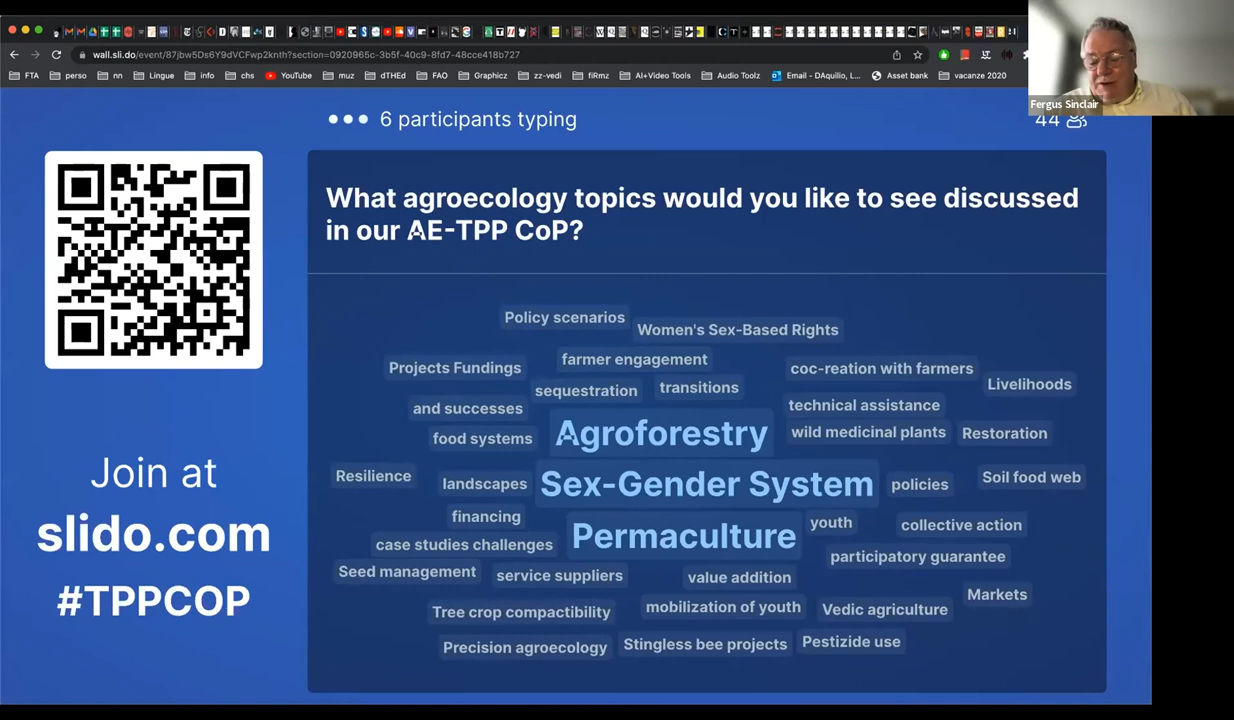 wall.sli.do/event/87jbw5Ds6Y9dVCFwp2knth?section=0920965c-3b5f-40c9-8fd7-48cce418b727
FTA perso nn Lingue info chs YouTube muz dTHEd FAO Graphicz zz-vedi fiRmz AI+Video Tools Audio Toolz Email - DAquilio, L... Asset bank vacanze 2020
Fergus Sinclair
6 participants typing
44
What agroecology topics would you like to see discussed
in our AE-TPP CoP?
Join at
slido.com
#TPPCOP
Policy scenarios
Women's Sex-Based Rights
farmer engagement
Projects Fundings
coc-reation with farmers
Livelihoods
sequestration
transitions
and successes
technical assistance
food systems
Agroforestry
wild medicinal plants
Restoration
Resilience
landscapes
Sex-Gender System
policies
Soil food web
financing
youth
collective action
case studies challenges
Permaculture
participatory guarantee
Seed management
service suppliers
value addition
Markets
Tree crop compactibility
mobilization of youth
Vedic agriculture
Precision agroecology
Stingless bee projects
Pestizide use